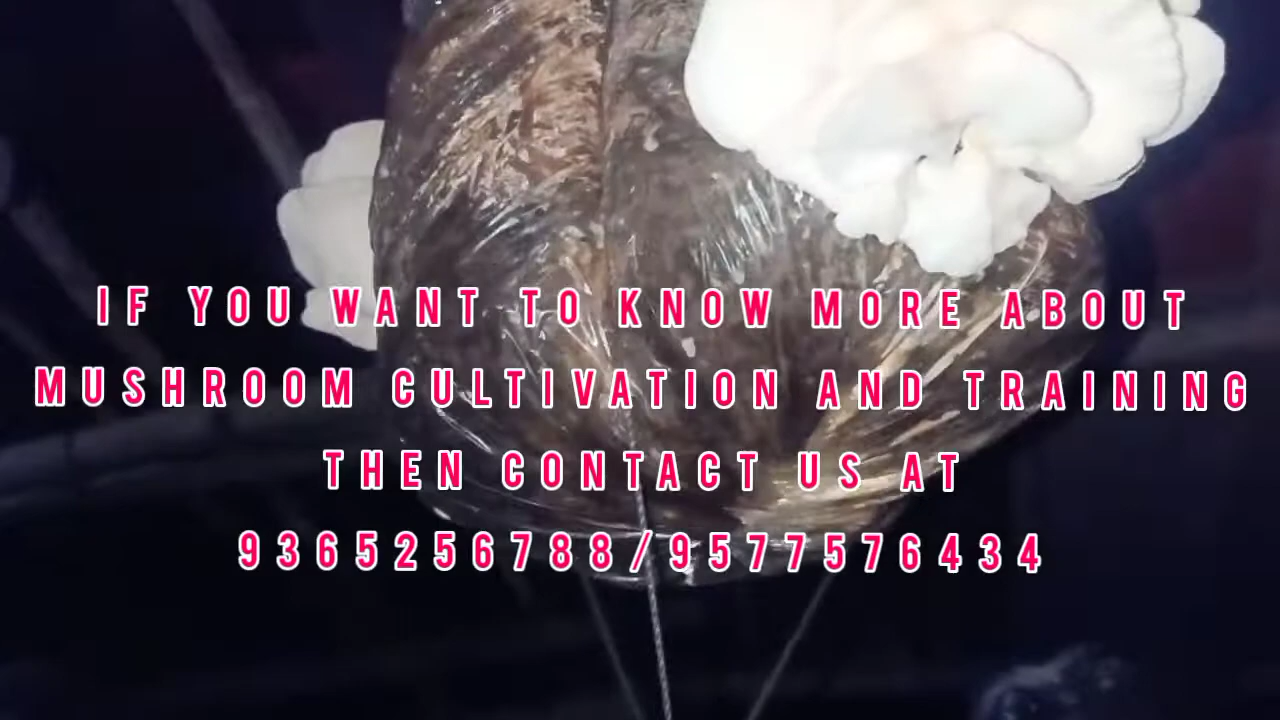 IF YOU WANT TO KNOW MORE ABOUT
MUSHROOM CULTIVATION AND TRAINING
THEN CONTACT US AT
9365256788/9577576434